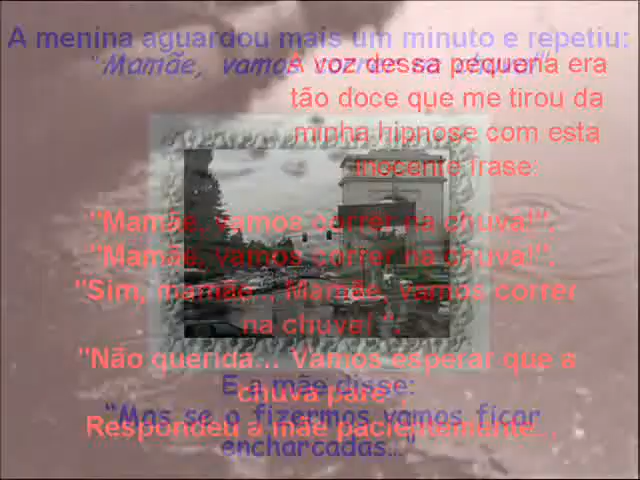 A menina aguardou mais um minuto e repetiu:
"Mamãe, vamos correr na chuva"
A voz dessa pequena era
tão doce que me tirou da
minha hipnose com esta
inocente frase:
"Mamãe, vamos correr na chuva!".
"Mamãe, vamos correr na chuva!".
"Sim, mamãe... Mamãe, vamos correr
na chuva! ".
"Não querida... Vamos esperar que a
chuva pare"
Respondeu a mãe pacientemente...
E a mãe disse:
"Mas se o fizermos vamos ficar
encharcadas..."